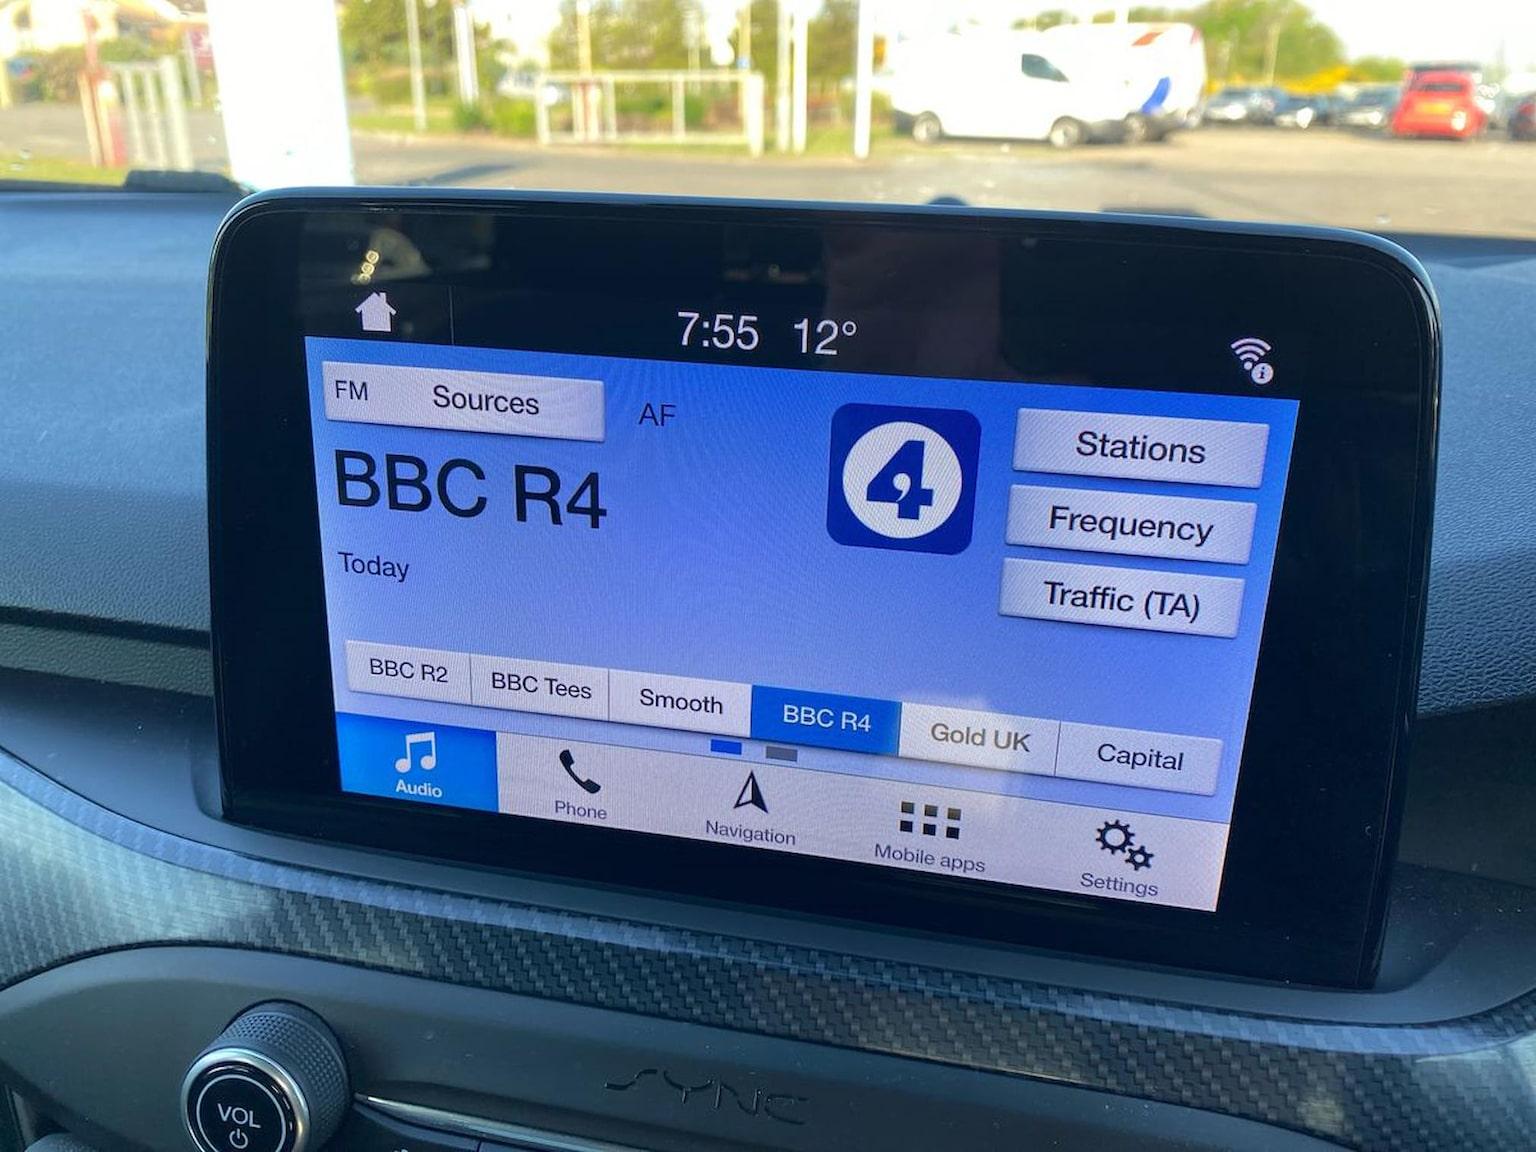 7:55 12°
FM Sources
AF
4
Stations
BBC R4
Frequency
Today
Traffic (TA)
BBC R2
BBC Tees
Smooth
BBC R4
Gold UK
Capital
Audio
Phone
Navigation
Mobile apps
Settings
VOL
SYNC